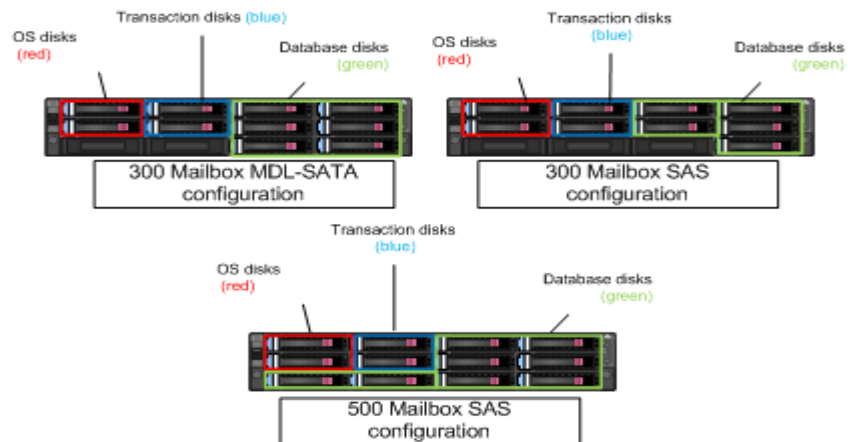 Transaction disks (blue)
OS disks
(red)
Database disks
(green)
300 Mailbox MDL-SATA
configuration
Transaction disks
(blue)
OS disks
(red)
Database disks
(green)
300 Mailbox SAS
configuration
Transaction disks
(blue)
OS disks
(red)
Database disks
(green)
500 Mailbox SAS
configuration